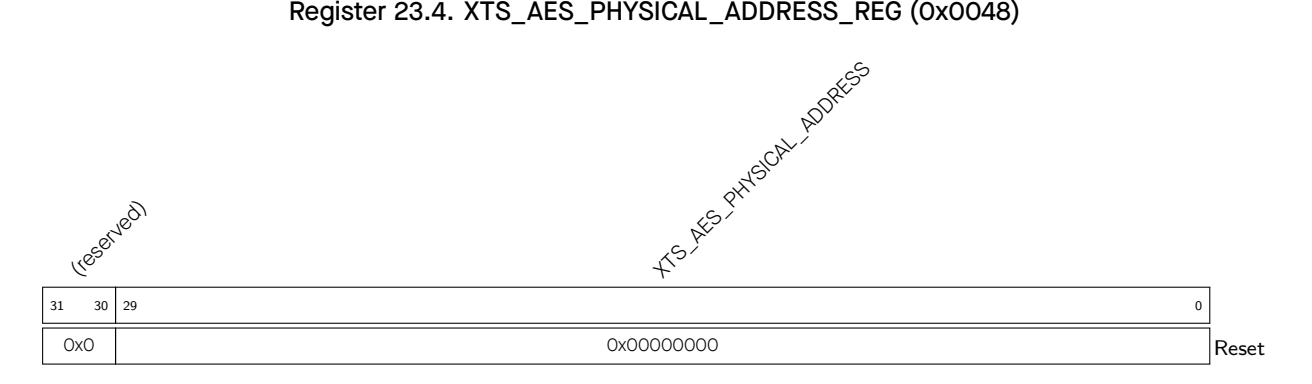 Register 23.4. XTS_AES_PHYSICAL_ADDRESS_REG (0x0048)
(reserved)
XTS_AES_PHYSICAL_ADDRESS
31 30 29 0
0x0 0x00000000 Reset